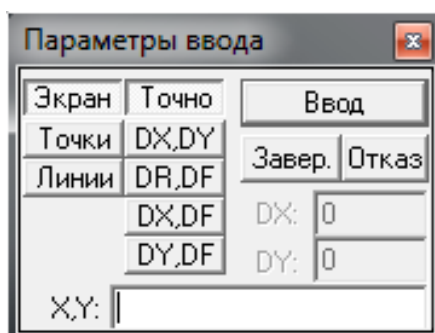 Параметры ввода
Экран Точно Ввод
Точки DX,DY Завер. Отказ
Линии DR,DF
DX,DF DX: 0
DY,DF DY: 0
X,Y: